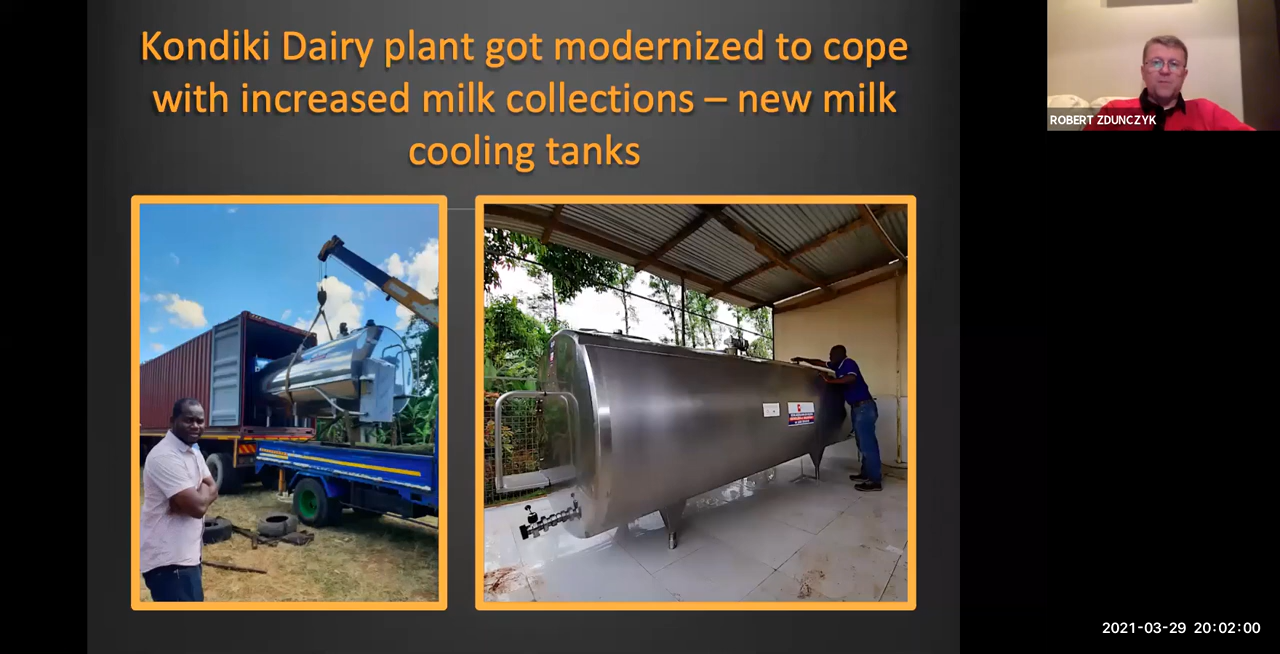 Kondiki Dairy plant got modernized to cope
with increased milk collections – new milk
cooling tanks
ROBERT ZDUNCZYK
2021-03-29 20:02:00